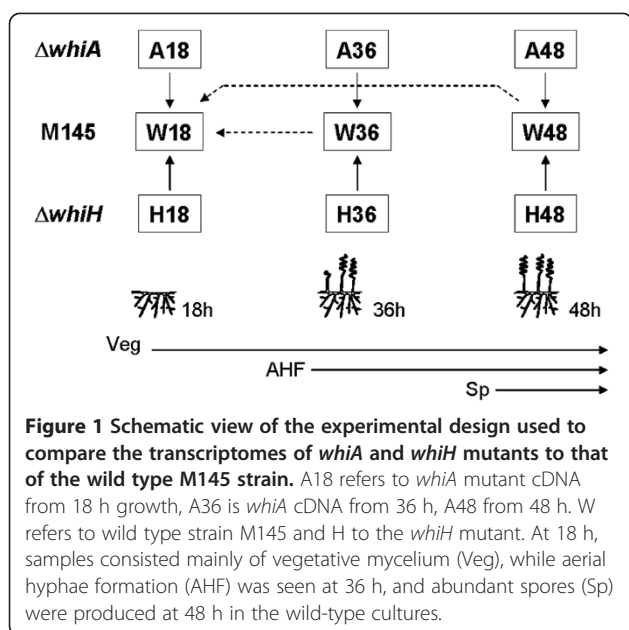 ΔwhiA A18 A36 A48
M145 W18 W36 W48
ΔwhiH H18 H36 H48
18h 36h 48h
Veg
AHF
Sp
Figure 1 Schematic view of the experimental design used to
compare the transcriptomes of whiA and whiH mutants to that
of the wild type M145 strain. A18 refers to whiA mutant cDNA
from 18 h growth, A36 is whiA cDNA from 36 h, A48 from 48 h. W
refers to wild type strain M145 and H to the whiH mutant. At 18 h,
samples consisted mainly of vegetative mycelium (Veg), while aerial
hyphae formation (AHF) was seen at 36 h, and abundant spores (Sp)
were produced at 48 h in the wild-type cultures.